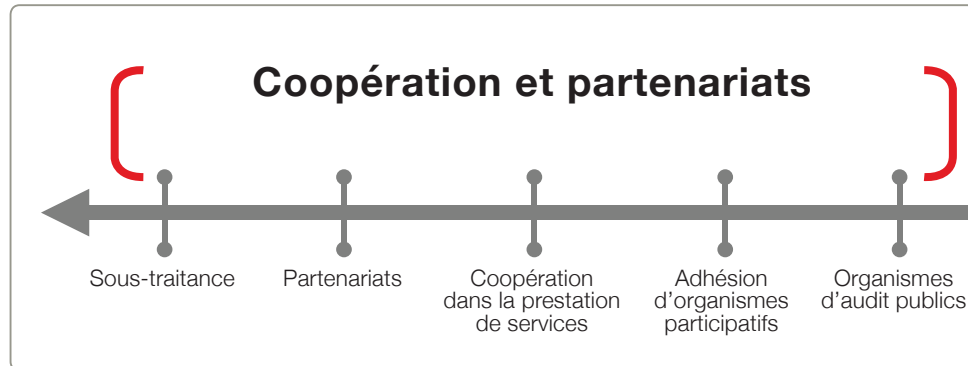 Coopération et partenariats
Sous-traitance
Partenariats
Coopération
dans la prestation
de services
Adhésion
d'organismes
participatifs
Organismes
d'audit publics